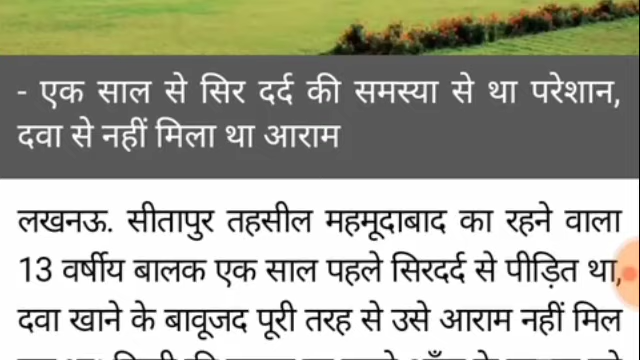 - एक साल से सिर दर्द की समस्या से था परेशान,
दवा से नहीं मिला था आराम
लखनऊ. सीतापुर तहसील महमूदाबाद का रहने वाला
13 वर्षीय बालक एक साल पहले सिरदर्द से पीड़ित था,
दवा खाने के बावूजद पूरी तरह से उसे आराम नहीं मिल